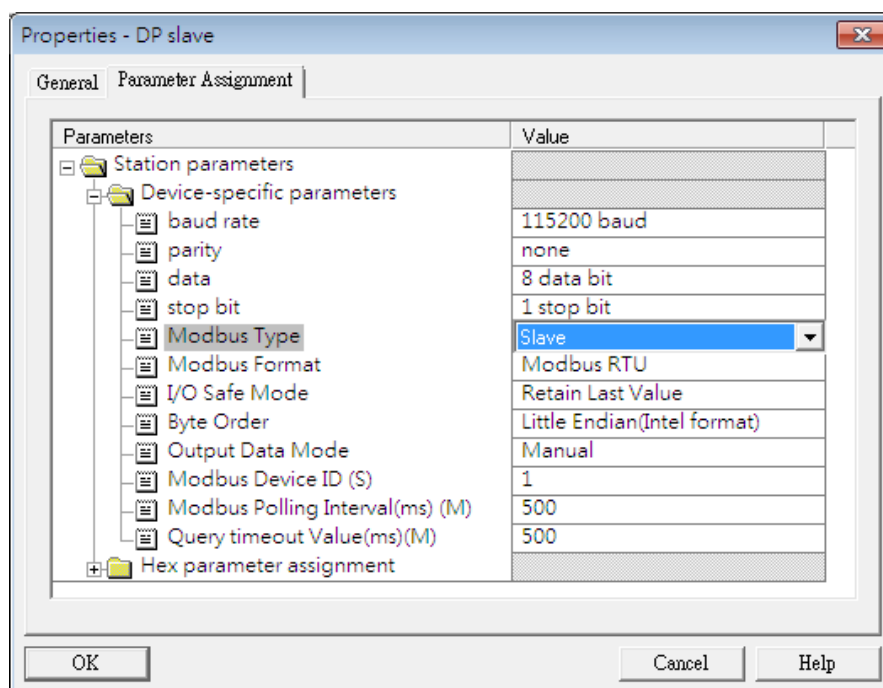 Properties - DP slave
General Parameter Assignment
Parameters Value
Station parameters
Device-specific parameters
baud rate 115200 baud
parity none
data 8 data bit
stop bit 1 stop bit
Modbus Type Slave
Modbus Format Modbus RTU
I/O Safe Mode Retain Last Value
Byte Order Little Endian(Intel format)
Output Data Mode Manual
Modbus Device ID (S) 1
Modbus Polling Interval(ms) (M) 500
Query timeout Value(ms)(M) 500
Hex parameter assignment
OK Cancel Help